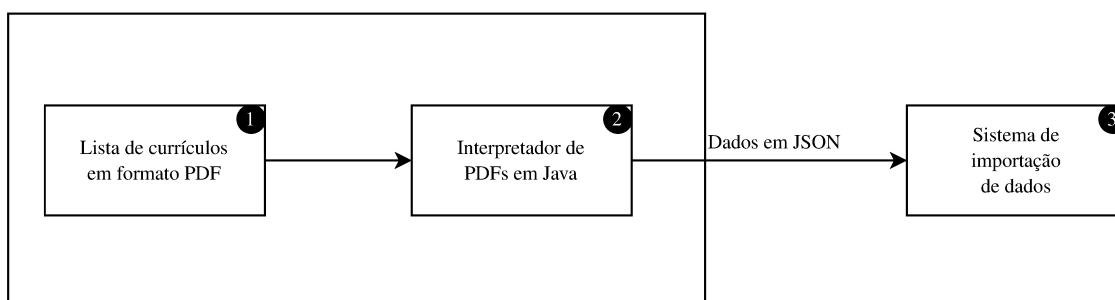 1
Lista de currículos
em formato PDF
2
Interpretador de
PDFs em Java
Dados em JSON
3
Sistema de
importação
de dados